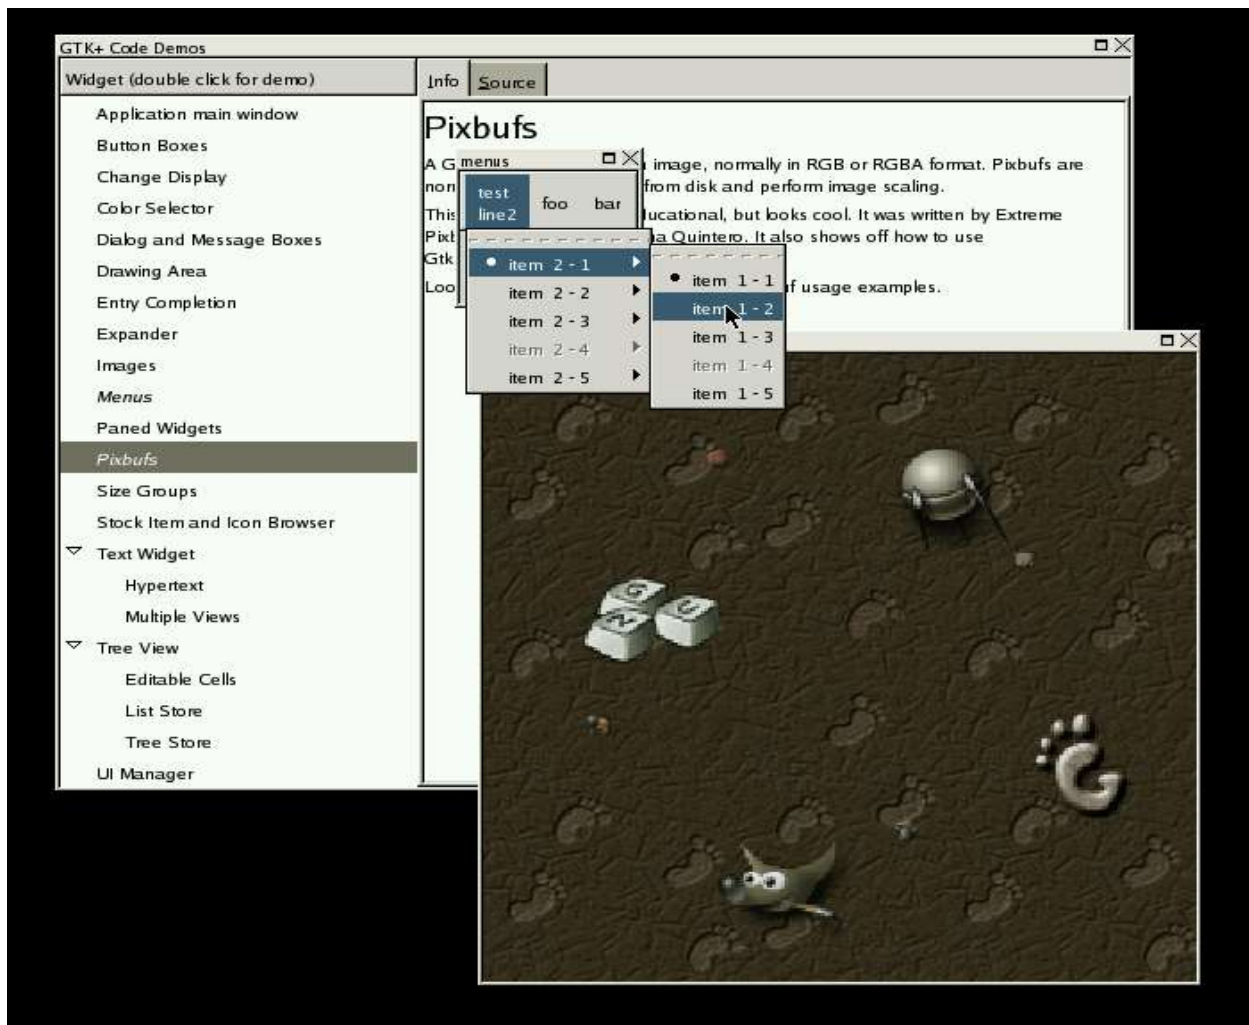 GTK+ Code Demos
Widget (double click for demo)
Application main window
Button Boxes
Change Display
Color Selector
Dialog and Message Boxes
Drawing Area
Entry Completion
Expander
Images
Menus
Paned Widgets
Pixbufs
Size Groups
Stock Item and Icon Browser
Text Widget
Hypertext
Multiple Views
Tree View
Editable Cells
List Store
Tree Store
UI Manager
Info Source
Pixbufs
A G image, normally in RGB or RGBA format. Pixbufs are
non from disk and perform image scaling.
This ucational, but looks cool. It was written by Extreme
Pixb na Quintero. It also shows off how to use
Gtk
Loo usage examples.
menus
test
line2
foo bar
item 2 - 1
item 2 - 2
item 2 - 3
item 2 - 4
item 2 - 5
item 1 - 1
item 1 - 2
item 1 - 3
item 1 - 4
item 1 - 5
G
N U